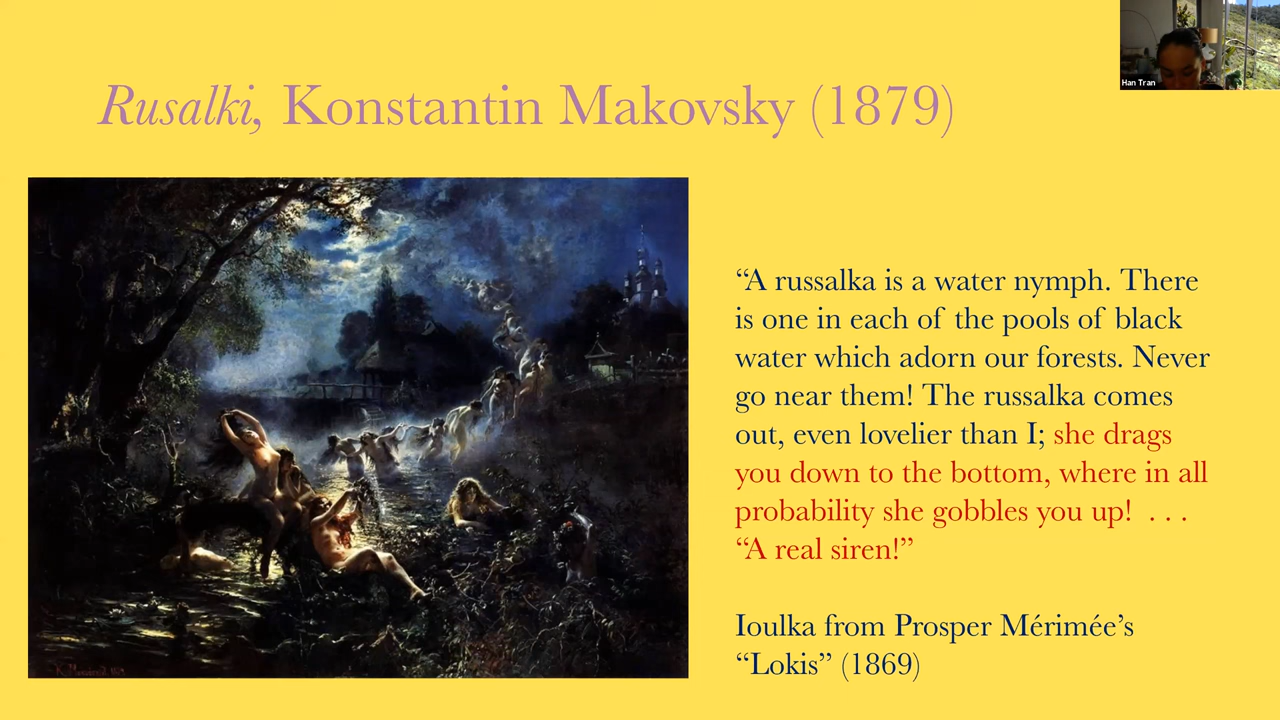 Han Tran
Rusalki, Konstantin Makovsky (1879)
“A russalka is a water nymph. There
is one in each of the pools of black
water which adorn our forests. Never
go near them! The russalka comes
out, even lovelier than I; she drags
you down to the bottom, where in all
probability she gobbles you up! . . .
“A real siren!”
Ioulka from Prosper Mérimée’s
“Lokis” (1869)